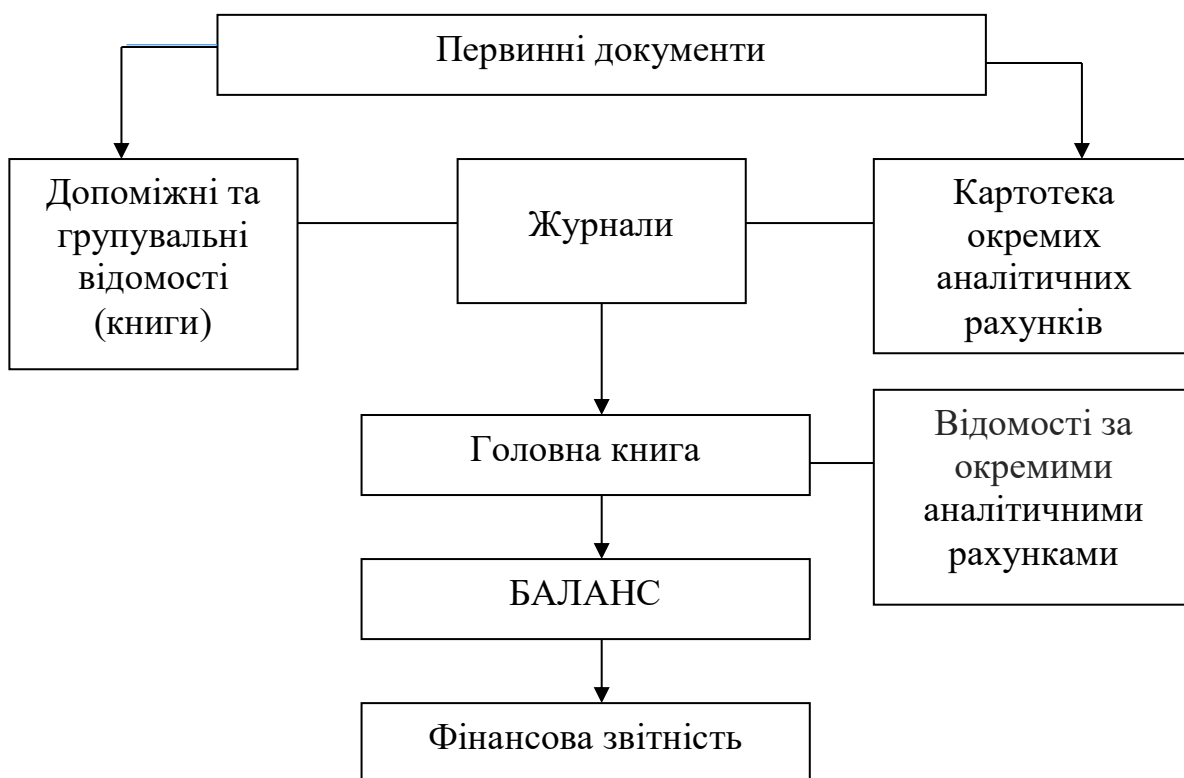 Первинні документи
Допоміжні та
групувальні
відомості
(книги)
Журнали
Картотека
окремих
аналітичних
рахунків
Головна книга
Відомості за
окремими
аналітичними
рахунками
БАЛАНС
Фінансова звітність